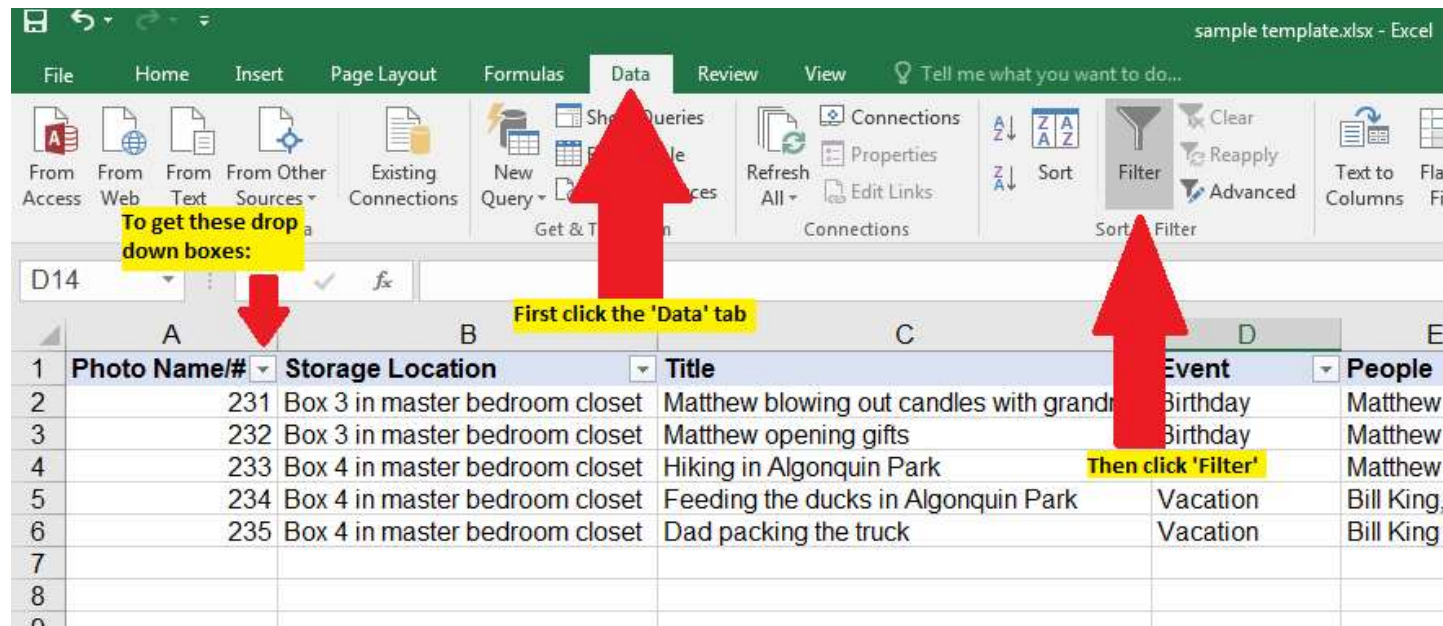 sample template.xlsx - Excel
File Home Insert Page Layout Formulas Data Review View Tell me what you want to do...
From Access
From Web
From Text
From Other Sources
Existing Connections
New Query
Refresh All
Connections
Properties
Edit Links
Sort
Filter
Clear
Reapply
Advanced
Text to Columns
Get &
Connections
Filter
To get these drop
down boxes:
D14 fx
First click the 'Data' tab
A B C D E
1 Photo Name/# Storage Location Title Event People
2 231 Box 3 in master bedroom closet Matthew blowing out candles with Birthday Matthew
3 232 Box 3 in master bedroom closet Matthew opening gifts Birthday Matthew
Then click 'Filter'
4 233 Box 4 in master bedroom closet Hiking in Algonquin Park Matthew
5 234 Box 4 in master bedroom closet Feeding the ducks in Algonquin Park Vacation Bill King,
6 235 Box 4 in master bedroom closet Dad packing the truck Vacation Bill King
7
8